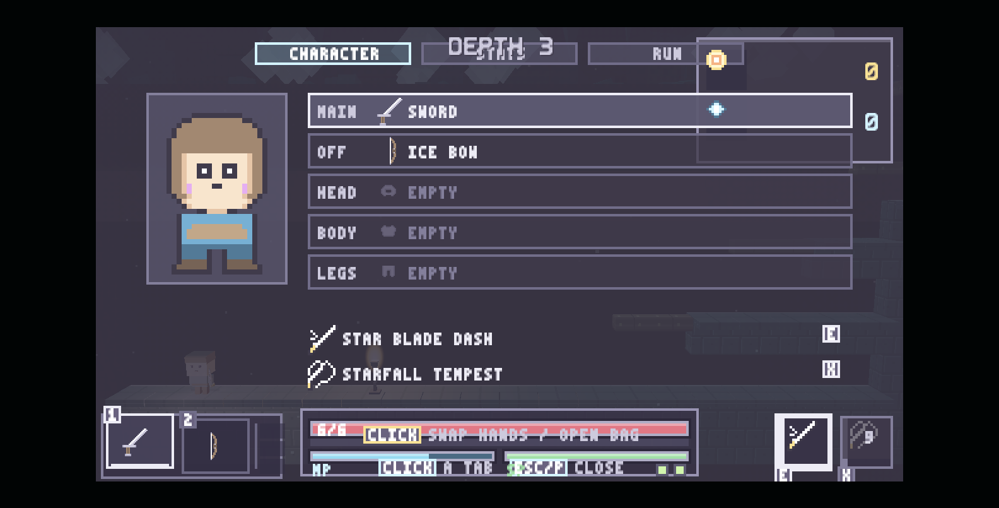 DEPTH 3
CHARACTER STATS RUN
0
MAIN SWORD
0
OFF ICE BOW
HEAD EMPTY
BODY EMPTY
LEGS EMPTY
STAR BLADE DASH E
STARFALL TEMPEST X
1 2
6/6 CLICK SWAP HANDS / OPEN BAG
9
MP CLICK A TAB ESC/P CLOSE
E X